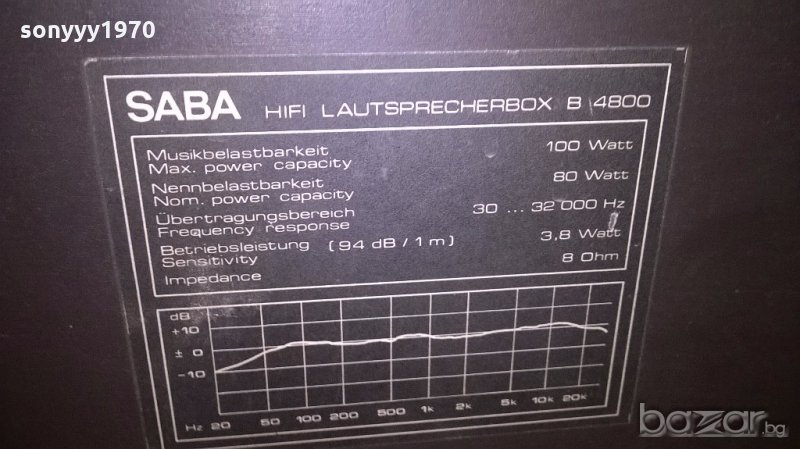 sonyyy1970
SABA HIFI LAUTSPRECHERBOX B 4800
Musikbelastbarkeit 100 Watt
Max. power capacity
Nennbelastbarkeit 80 Watt
Nom. power capacity
Übertragungsbereich 30 ... 32 000 Hz
Frequency response
Betriebsleistung (94 dB / 1 m) 3,8 Watt
Sensitivity
Impedance 8 Ohm
dB
+10
± 0
-10
Hz 20 50 100 200 500 1k 2k 5k 10k 20k
bazar.bg